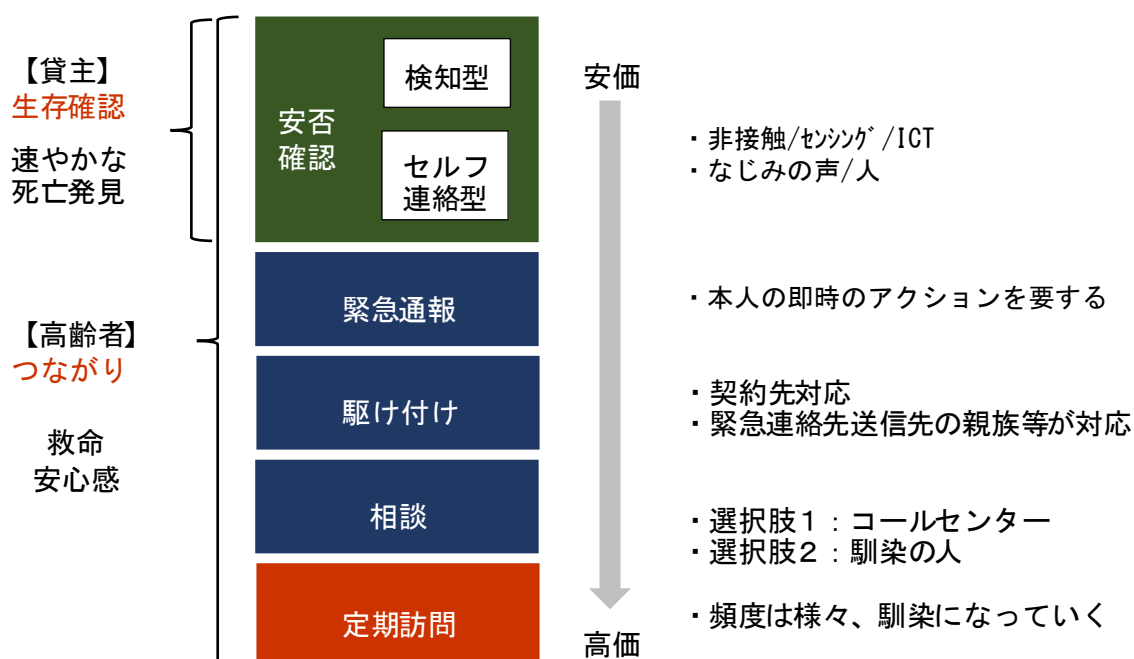 【貸主】
生存確認
速やかな
死亡発見
【高齢者】
つながり
救命
安心感
安否
確認
検知型
セルフ
連絡型
緊急通報
駆け付け
相談
定期訪問
安価
高価
・非接触/ｾﾝｼﾝｸﾞ/ICT
・なじみの声/人
・本人の即時のアクションを要する
・契約先対応
・緊急連絡先送信先の親族等が対応
・選択肢１：コールセンター
・選択肢２：馴染の人
・頻度は様々、馴染になっていく